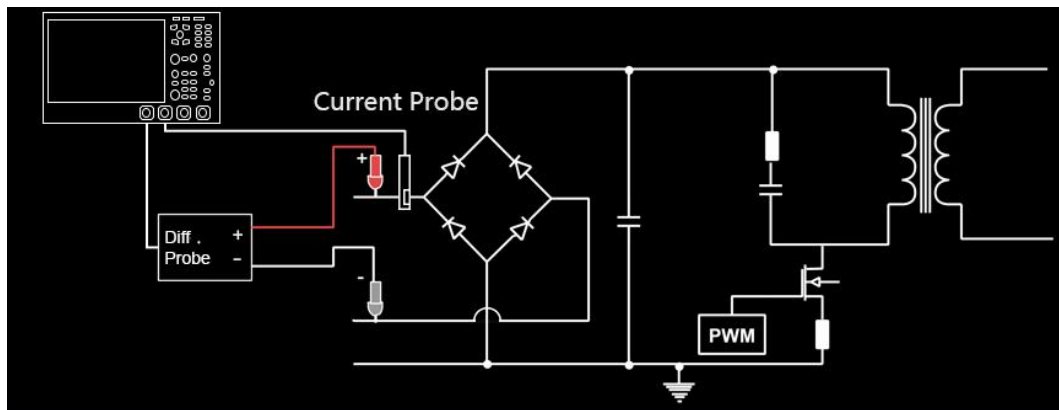 Current Probe
+
Diff .
Probe
+
-
-
PWM